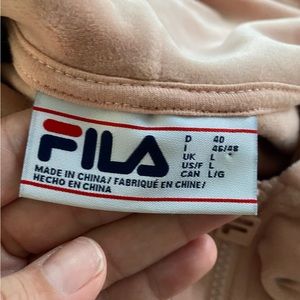 FILA
D 40
I 46/48
UK L
US/F L
CAN L/G
MADE IN CHINA/ FABRIQUÉ EN CHINE/
HECHO EN CHINA